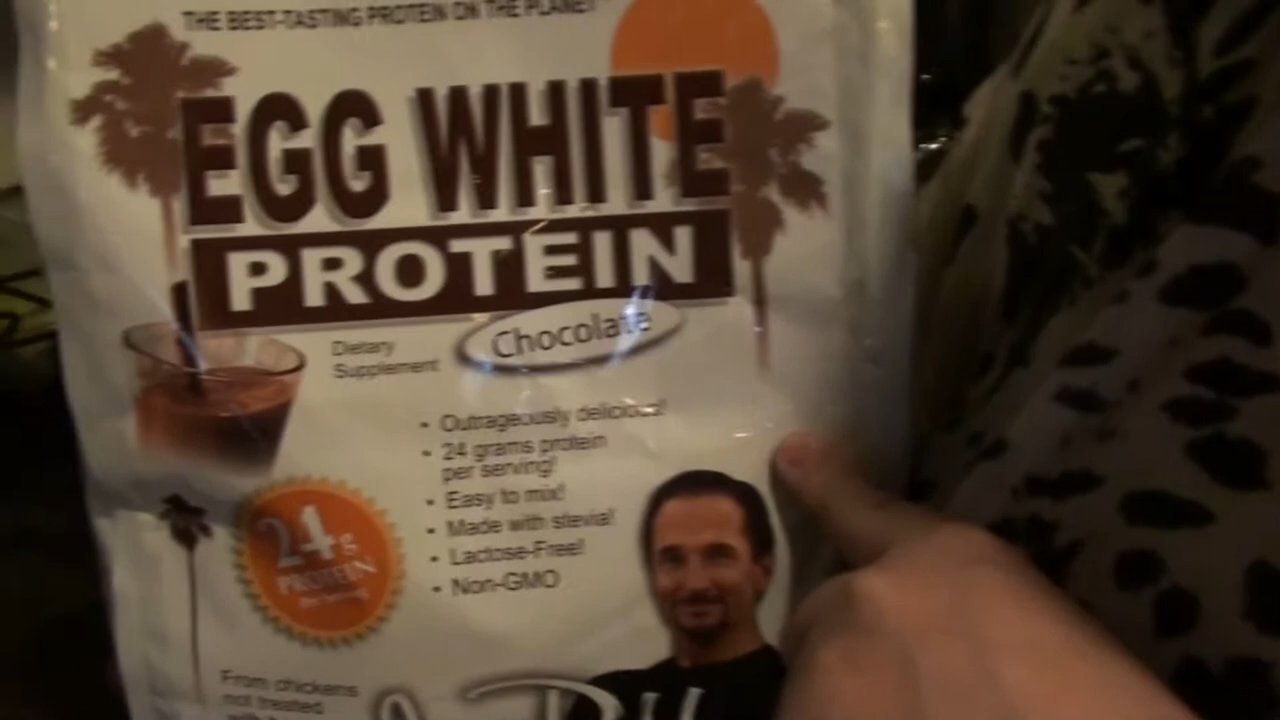 THE BEST-TASTING PROTEIN ON THE PLANET
EGG WHITE
PROTEIN
Chocolate
Dietary
Supplement
• Outrageously delicious!
• 24 grams protein
per serving!
• Easy to mix!
• Made with stevia!
• Lactose-Free!
• Non-GMO
24g
PROTEIN
From chickens
not treated